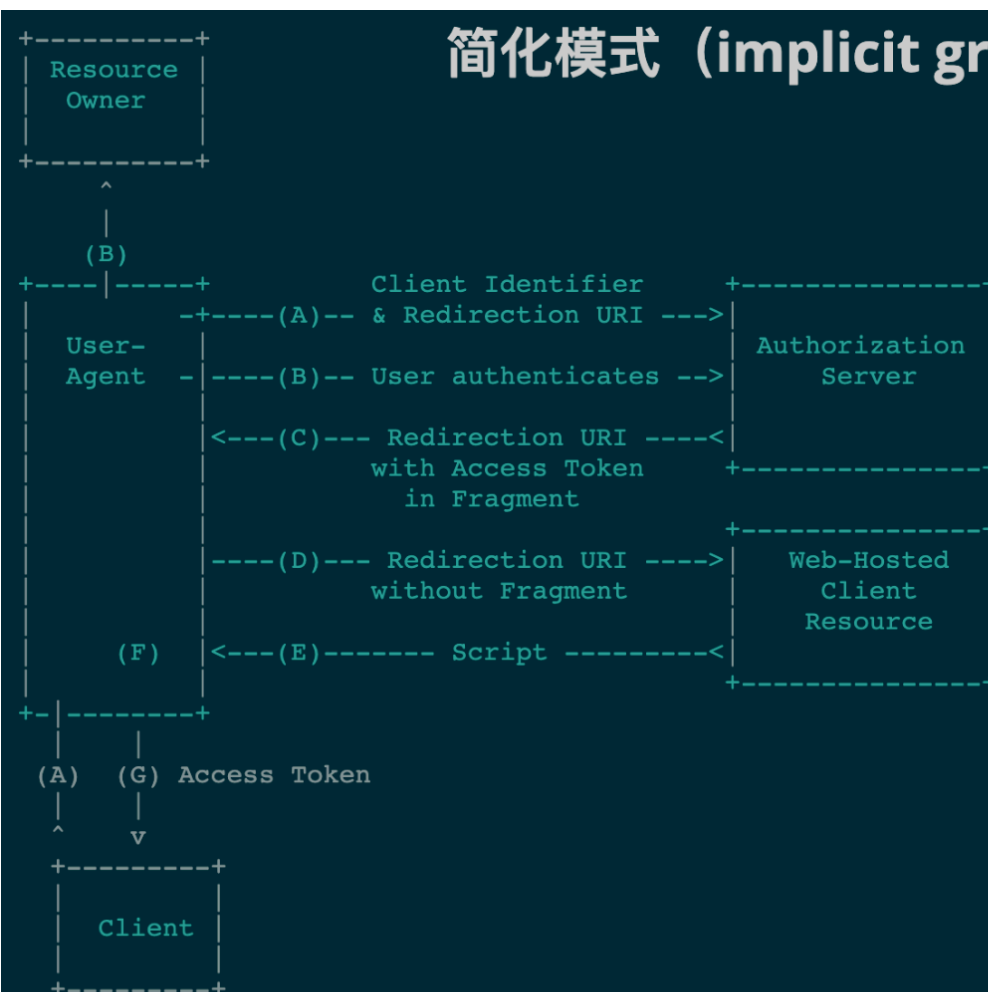 简化模式（implicit gr
+----------+
| Resource |
| Owner |
| |
+----------+
^
|
(B)
+----|-----+ Client Identifier +---------------+
| -+----(A)-- & Redirection URI --->|
| User- | | Authorization
| Agent -|----(B)-- User authenticates -->| Server
| | |
| |<---(C)--- Redirection URI ----<|
| | with Access Token +---------------+
| | in Fragment
| | +---------------+
| |----(D)--- Redirection URI ---->| Web-Hosted
| | without Fragment | Client
| | | Resource
| (F) |<---(E)------- Script ---------<|
| | +---------------+
+-|--------+
| |
(A) (G) Access Token
| |
^ v
+---------+
| |
| Client |
| |
+---------+